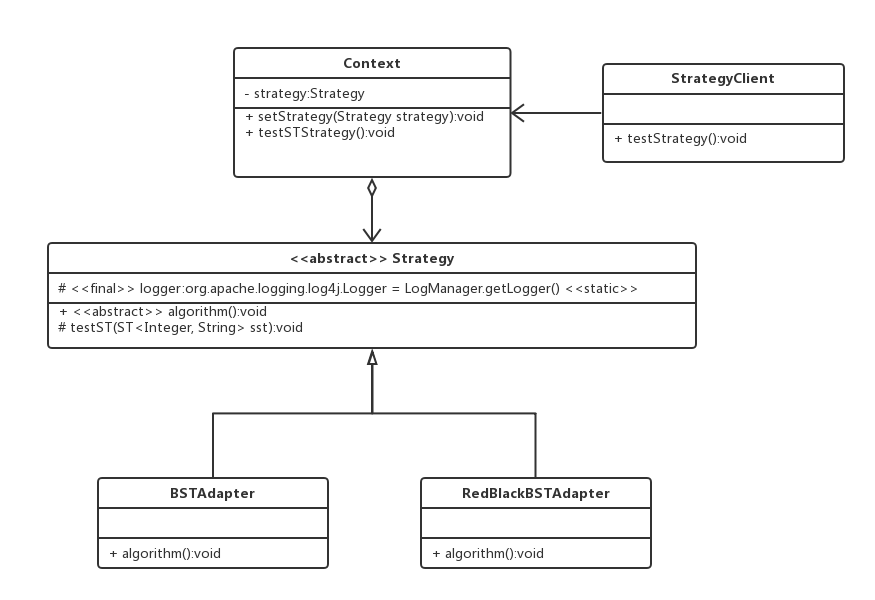 Context
- strategy:Strategy
+ setStrategy(Strategy strategy):void
+ testSTStrategy():void
StrategyClient
+ testStrategy():void
<<abstract>> Strategy
# <<final>> logger:org.apache.logging.log4j.Logger = LogManager.getLogger() <<static>>
+ <<abstract>> algorithm():void
# testST(ST<Integer, String> sst):void
BSTAdapter
+ algorithm():void
RedBlackBSTAdapter
+ algorithm():void